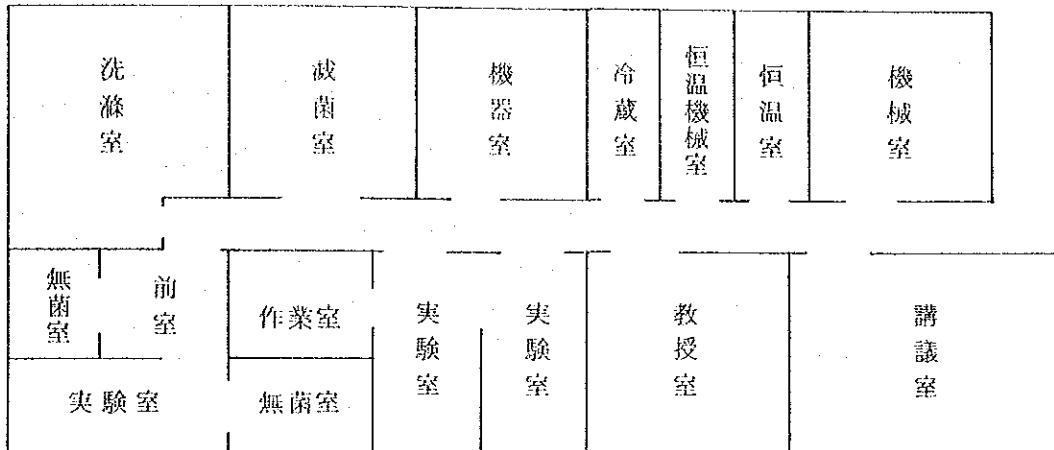 洗滌室
滅菌室
機器室
冷蔵室
恒温機械室
恒温室
機械室
無菌室
前室
作業室
実験室
実験室
教授室
講議室
実験室
無菌室